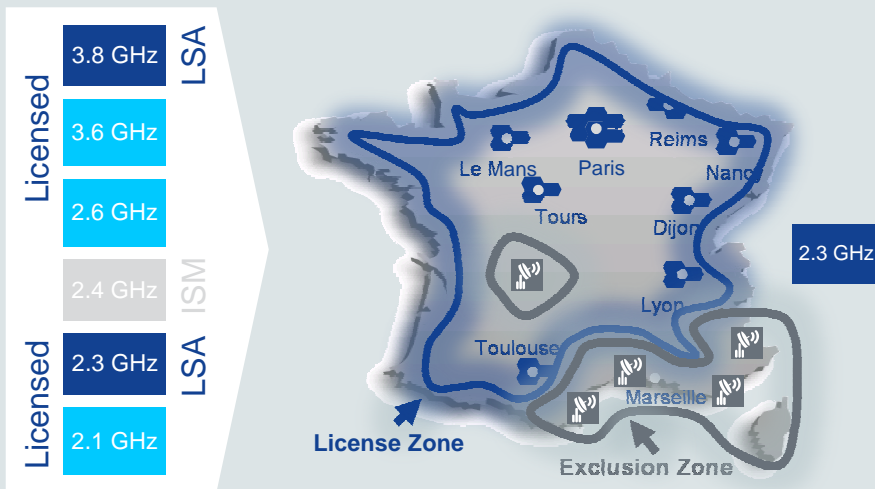 Licensed
3.8 GHz
LSA
3.6 GHz
2.6 GHz
2.4 GHz
ISM
Licensed
2.3 GHz
LSA
2.1 GHz
Le Mans
Paris
Reims
Nancy
Tours
Dijon
2.3 GHz
Lyon
Toulouse
Marseille
License Zone
Exclusion Zone